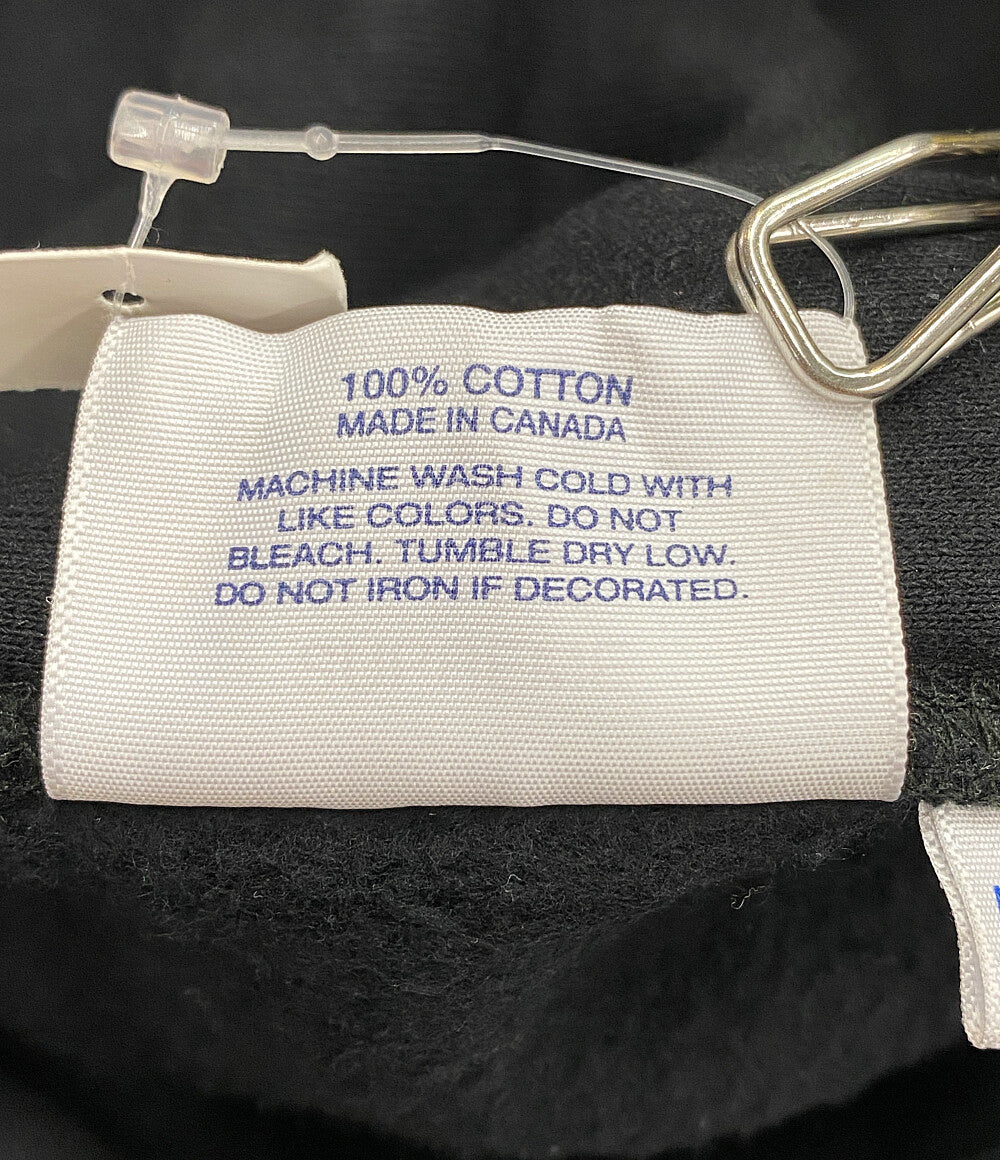 100% COTTON
MADE IN CANADA
MACHINE WASH COLD WITH
LIKE COLORS. DO NOT
BLEACH. TUMBLE DRY LOW.
DO NOT IRON IF DECORATED.